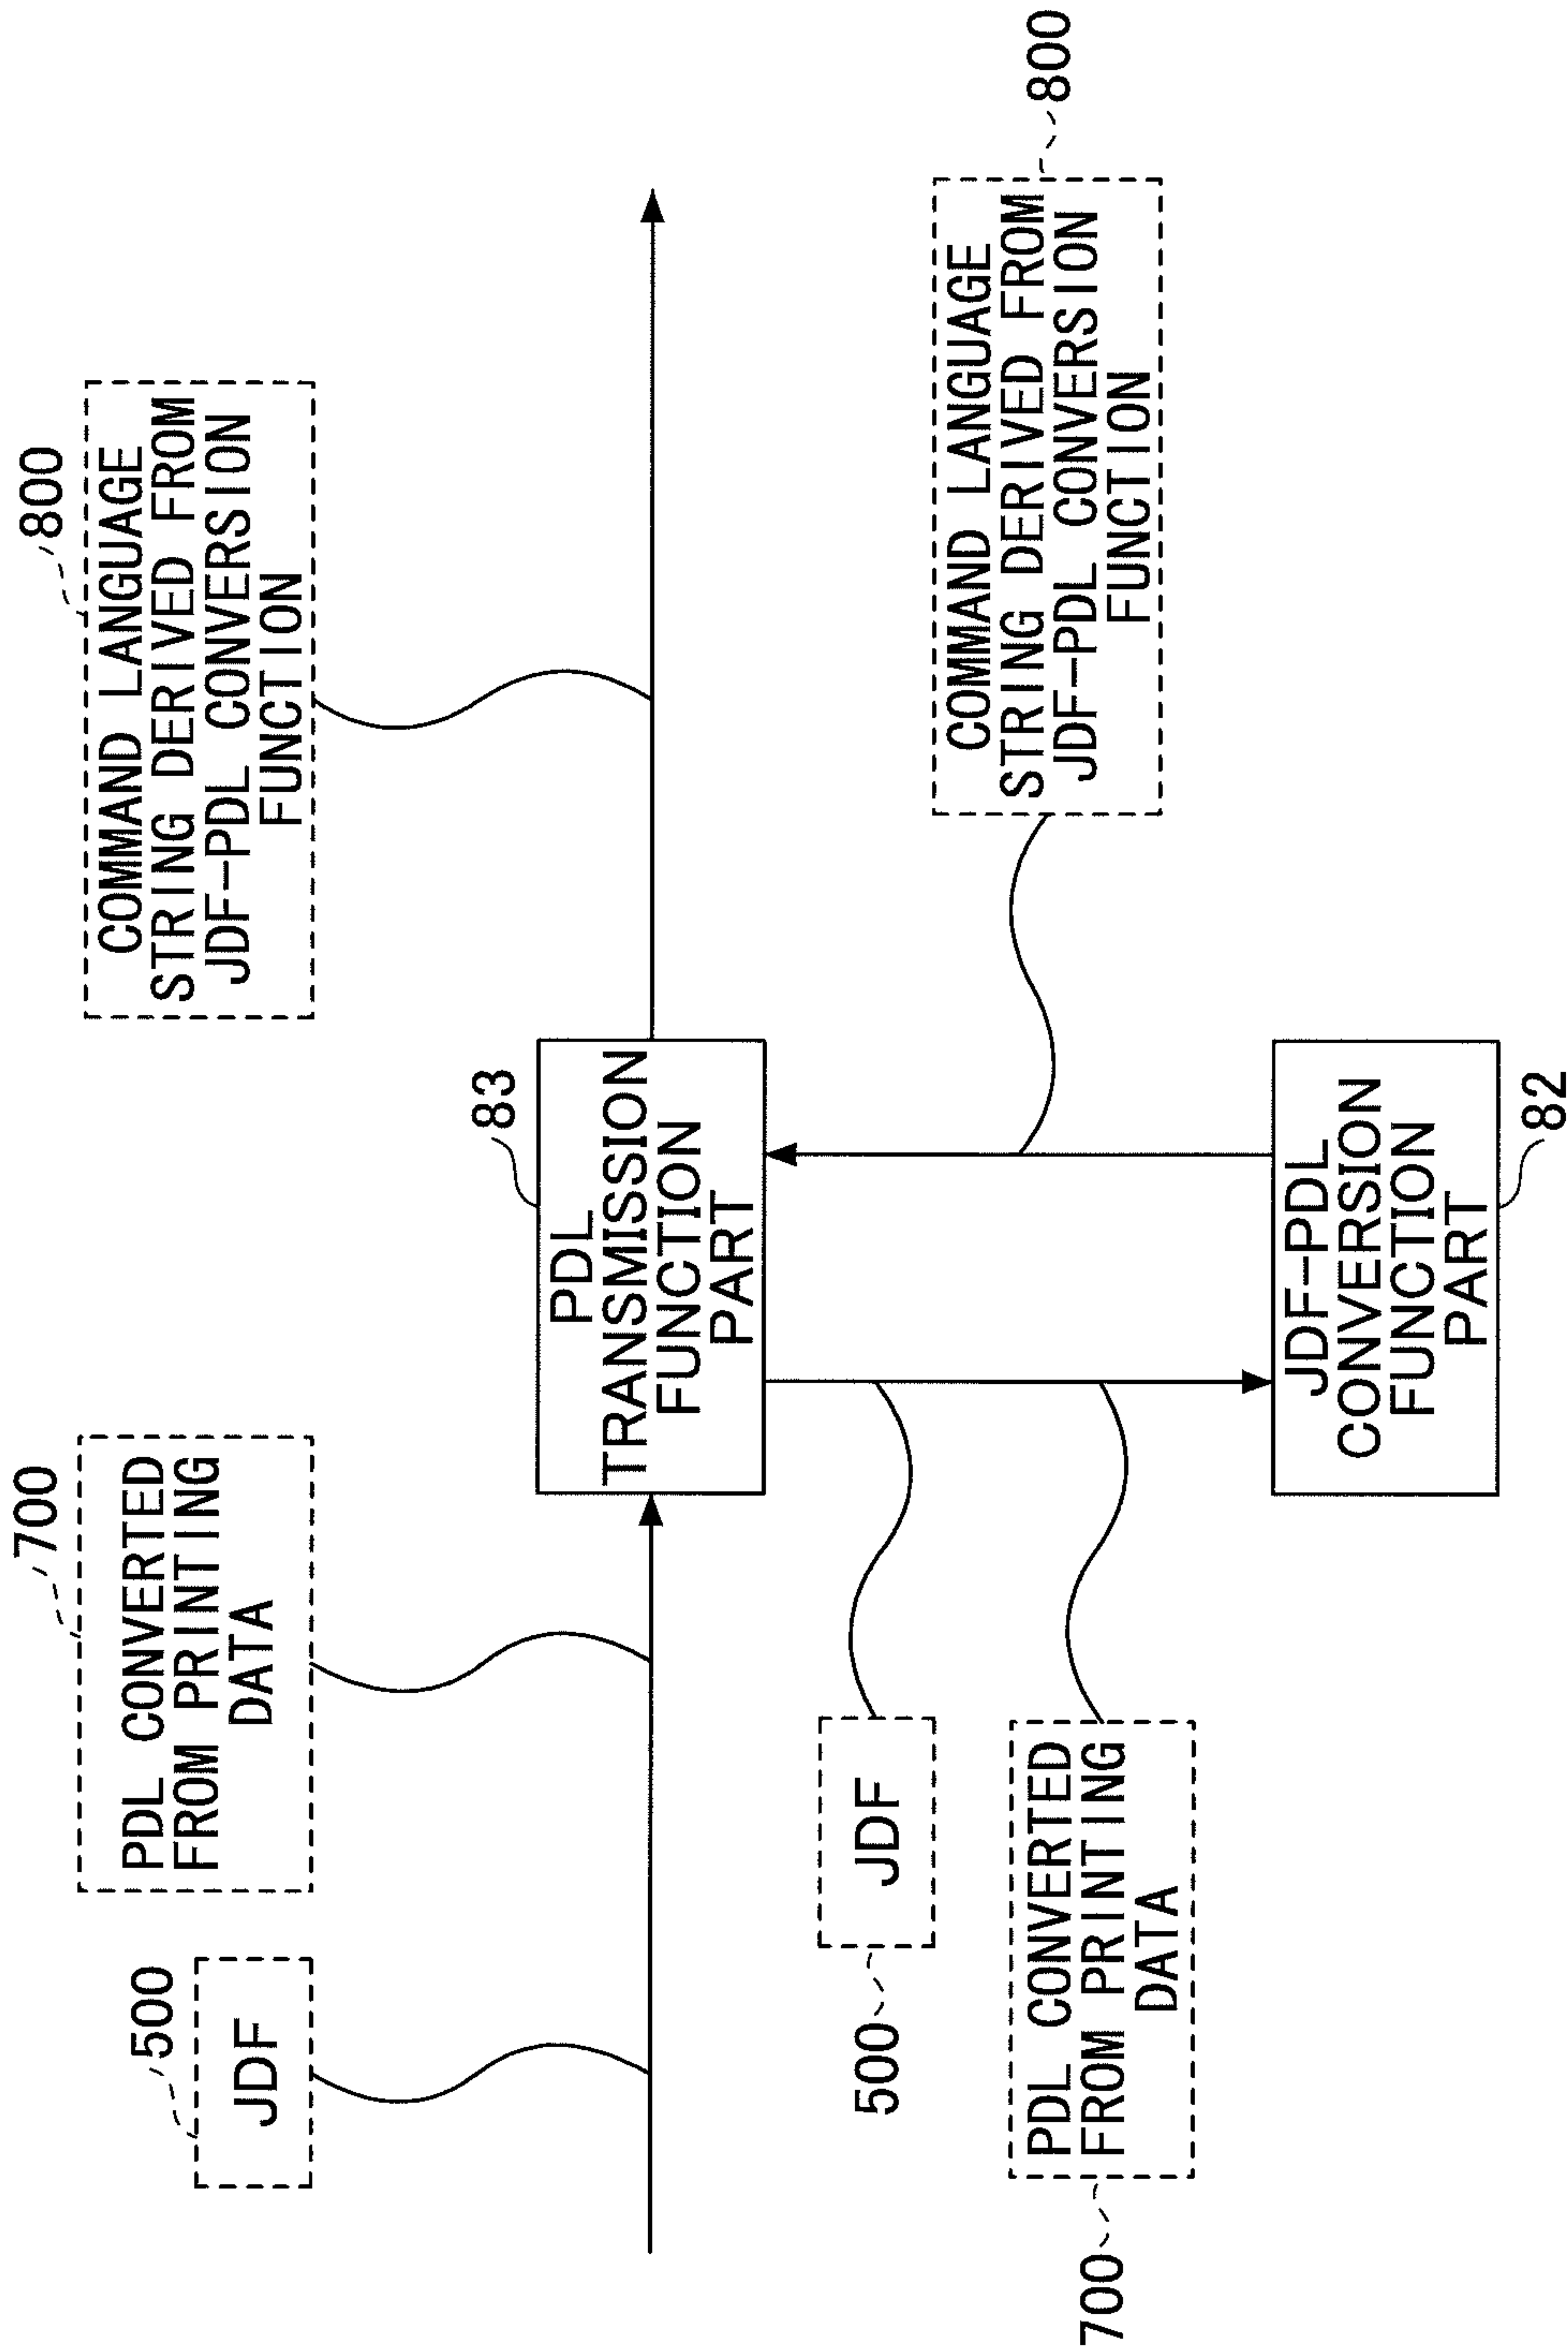 500
JDF
700
PDL CONVERTED
FROM PRINTING
DATA
83
PDL
TRANSMISSION
FUNCTION
PART
800
COMMAND LANGUAGE
STRING DERIVED FROM
JDF-PDL CONVERSION
FUNCTION
500
JDF
700
PDL CONVERTED
FROM PRINTING
DATA
JDF-PDL
CONVERSION
FUNCTION
PART
82
COMMAND LANGUAGE
STRING DERIVED FROM
JDF-PDL CONVERSION
FUNCTION
800